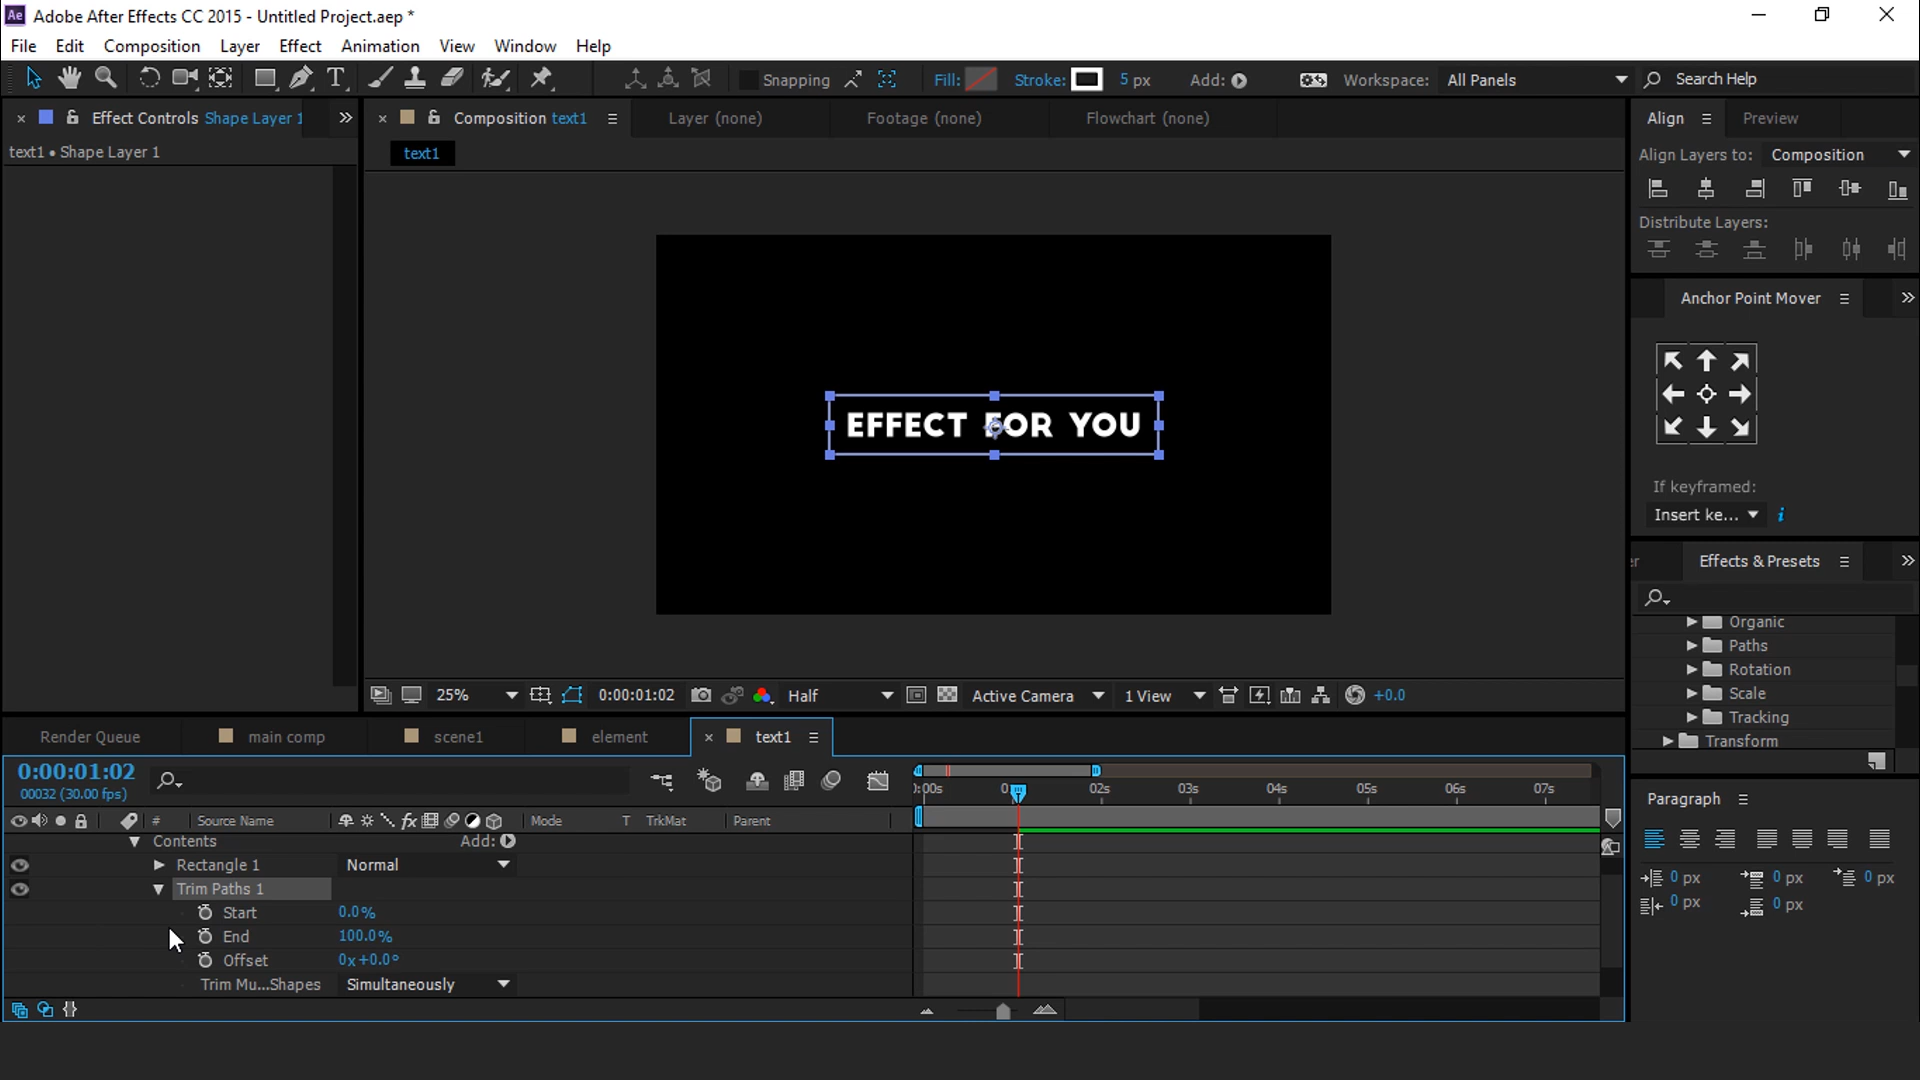 Ae Adobe After Effects CC 2015 - Untitled Project.aep *
File Edit Composition Layer Effect Animation View Window Help
T Snapping Fill: Stroke: 5 px Add: Workspace: All Panels Search Help
Effect Controls Shape Layer 1
Composition text1 Layer (none) Footage (none) Flowchart (none)
Align Preview
text1 • Shape Layer 1
text1
Align Layers to: Composition
Distribute Layers:
Anchor Point Mover
EFFECT FOR YOU
If keyframed:
Insert ke... i
Effects & Presets
Organic
Paths
Rotation
Scale
Tracking
Transform
25% 0:00:01:02 Half Active Camera 1 View +0.0
Render Queue main comp scene1 element text1
0:00:01:02
00032 (30.00 fps)
:00s 02s 03s 04s 05s 06s 07s
# Source Name fx Mode T TrkMat Parent
Contents Add:
Rectangle 1 Normal
Trim Paths 1
Start 0.0%
End 100.0%
Offset 0x+0.0°
Trim Mu...Shapes Simultaneously
Paragraph
0 px 0 px 0 px
0 px 0 px